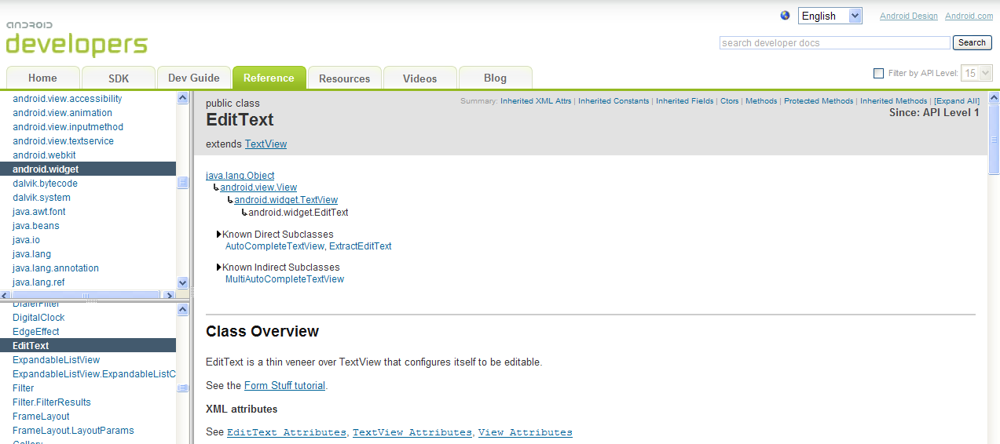 English
Android Design Android.com
android
developers
search developer docs Search
Home SDK Dev Guide Reference Resources Videos Blog
Filter by API Level: 15
android.view.accessibility
android.view.animation
android.view.inputmethod
android.view.textservice
android.webkit
android.widget
dalvik.bytecode
dalvik.system
java.awt.font
java.beans
java.io
java.lang
java.lang.annotation
java.lang.ref
DialerFilter
DigitalClock
EdgeEffect
EditText
ExpandableListView
ExpandableListView.ExpandableListC
Filter
Filter.FilterResults
FrameLayout
FrameLayout.LayoutParams
Gallery
Summary: Inherited XML Attrs | Inherited Constants | Inherited Fields | Ctors | Methods | Protected Methods | Inherited Methods | [Expand All]
public class
EditText
Since: API Level 1
extends TextView
java.lang.Object
android.view.View
android.widget.TextView
android.widget.EditText
Known Direct Subclasses
AutoCompleteTextView, ExtractEditText
Known Indirect Subclasses
MultiAutoCompleteTextView
Class Overview
EditText is a thin veneer over TextView that configures itself to be editable.
See the Form Stuff tutorial.
XML attributes
See EditText Attributes, TextView Attributes, View Attributes